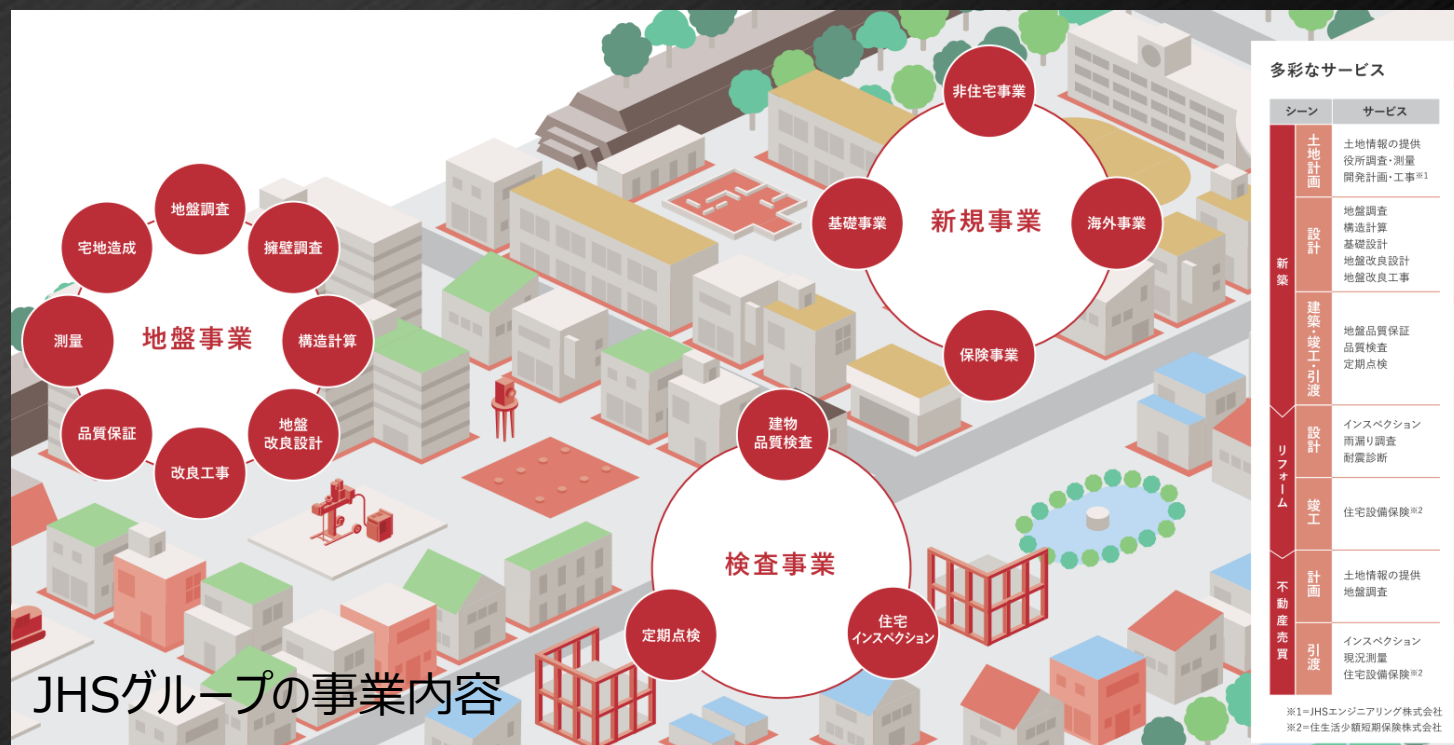 地盤調査
宅地造成
擁壁調査
測量
地盤事業
構造計算
品質保証
地盤
改良設計
改良工事
非住宅事業
基礎事業
新規事業
海外事業
保険事業
建物
品質検査
検査事業
定期点検
住宅
インスペクション
JHSグループの事業内容
多彩なサービス
シーン
サービス
新築
土地計画
土地情報の提供
役所調査・測量
開発計画・工事※1
設計
地盤調査
構造計算
基礎設計
地盤改良設計
地盤改良工事
建築・竣工・引渡
地盤品質保証
品質検査
定期点検
リフォーム
設計
インスペクション
雨漏り調査
耐震診断
竣工
住宅設備保険※2
不動産売買
計画
土地情報の提供
地盤調査
引渡
インスペクション
現況測量
住宅設備保険※2
※1=JHSエンジニアリング株式会社
※2=住生活少額短期保険株式会社